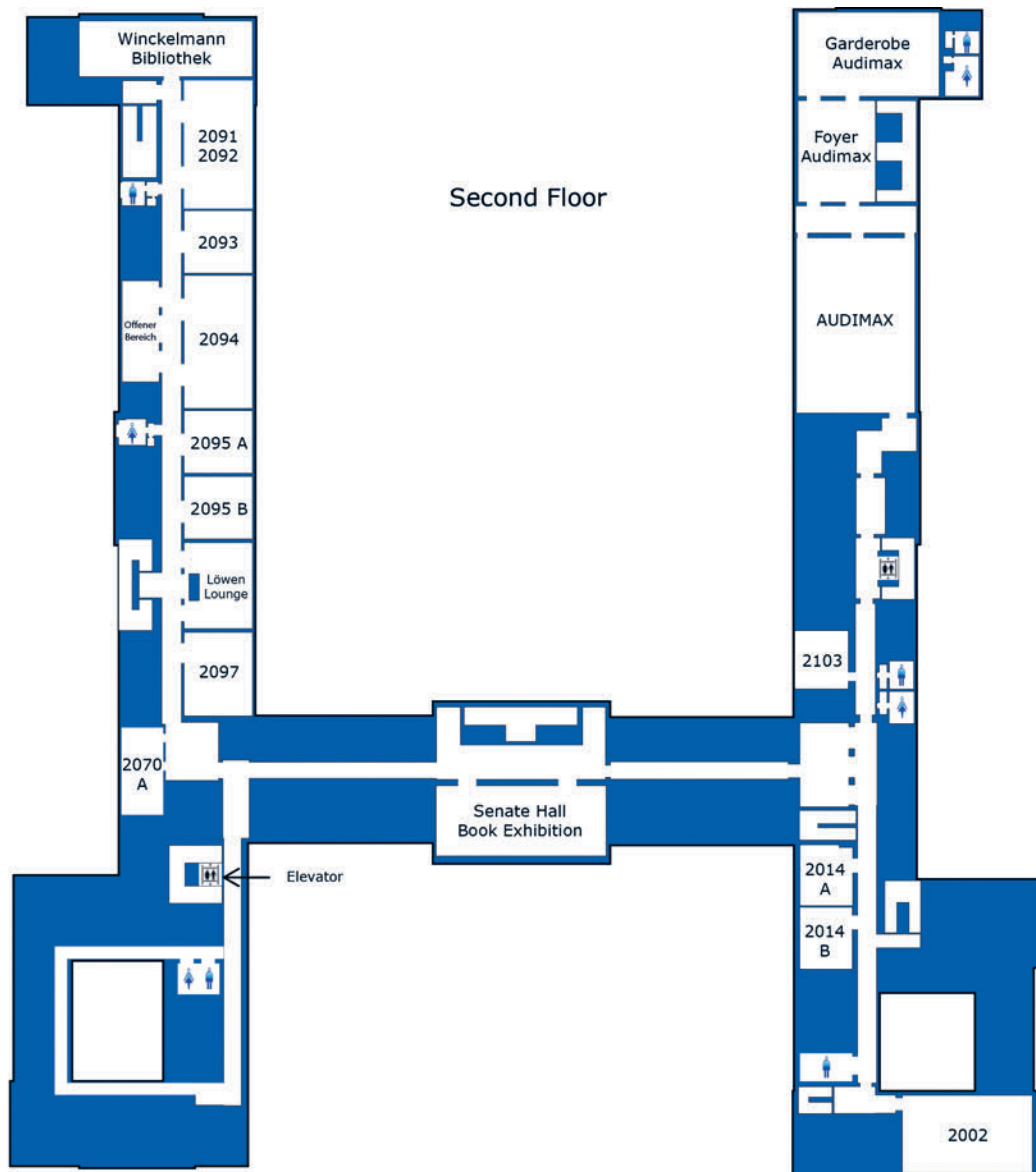 Winckelmann
Bibliothek
Garderobe
Audimax
2091
2092
Foyer
Audimax
Second Floor
2093
Offener
Bereich
2094
AUDIMAX
2095 A
2095 B
Löwen
Lounge
2097
2103
2070
A
Senate Hall
Book Exhibition
Elevator
2014
A
2014
B
2002